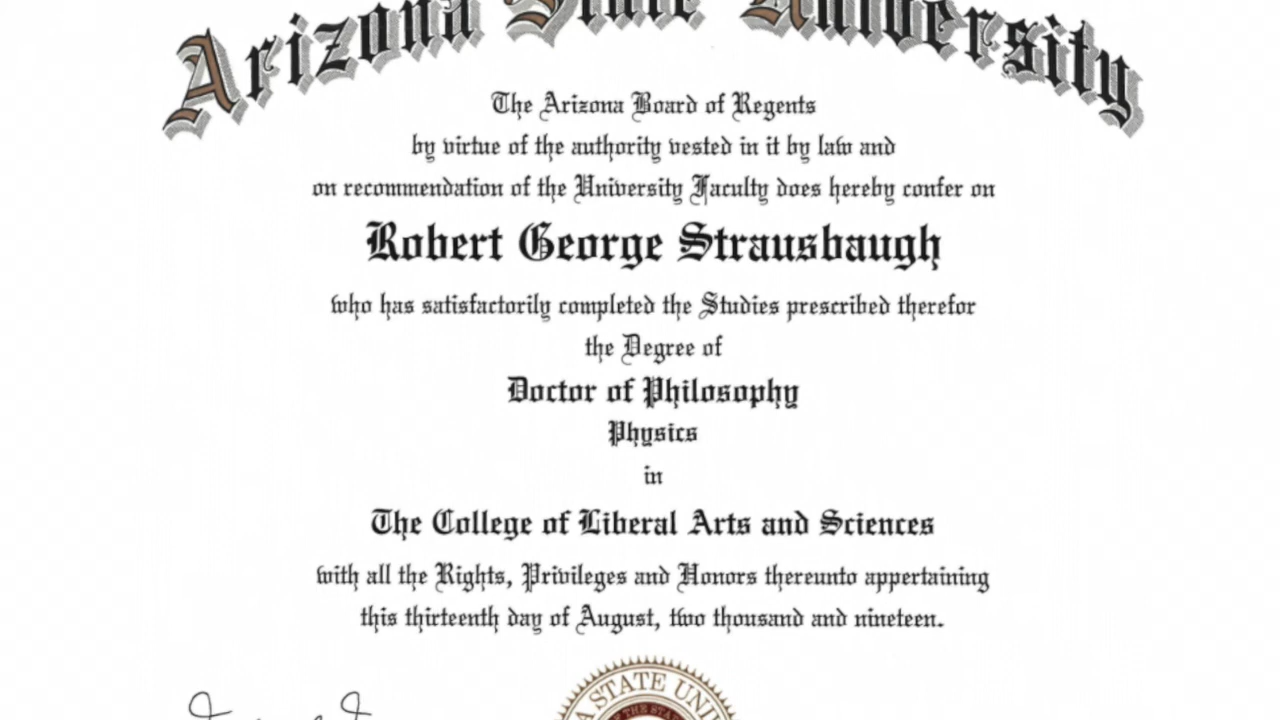 Arizona State University
The Arizona Board of Regents
by virtue of the authority vested in it by law and
on recommendation of the University Faculty does hereby confer on
Robert George Strausbaugh
who has satisfactorily completed the Studies prescribed therefor
the Degree of
Doctor of Philosophy
Physics
in
The College of Liberal Arts and Sciences
with all the Rights, Privileges and Honors thereunto appertaining
this thirteenth day of August, two thousand and nineteen.
STATE
OF THE